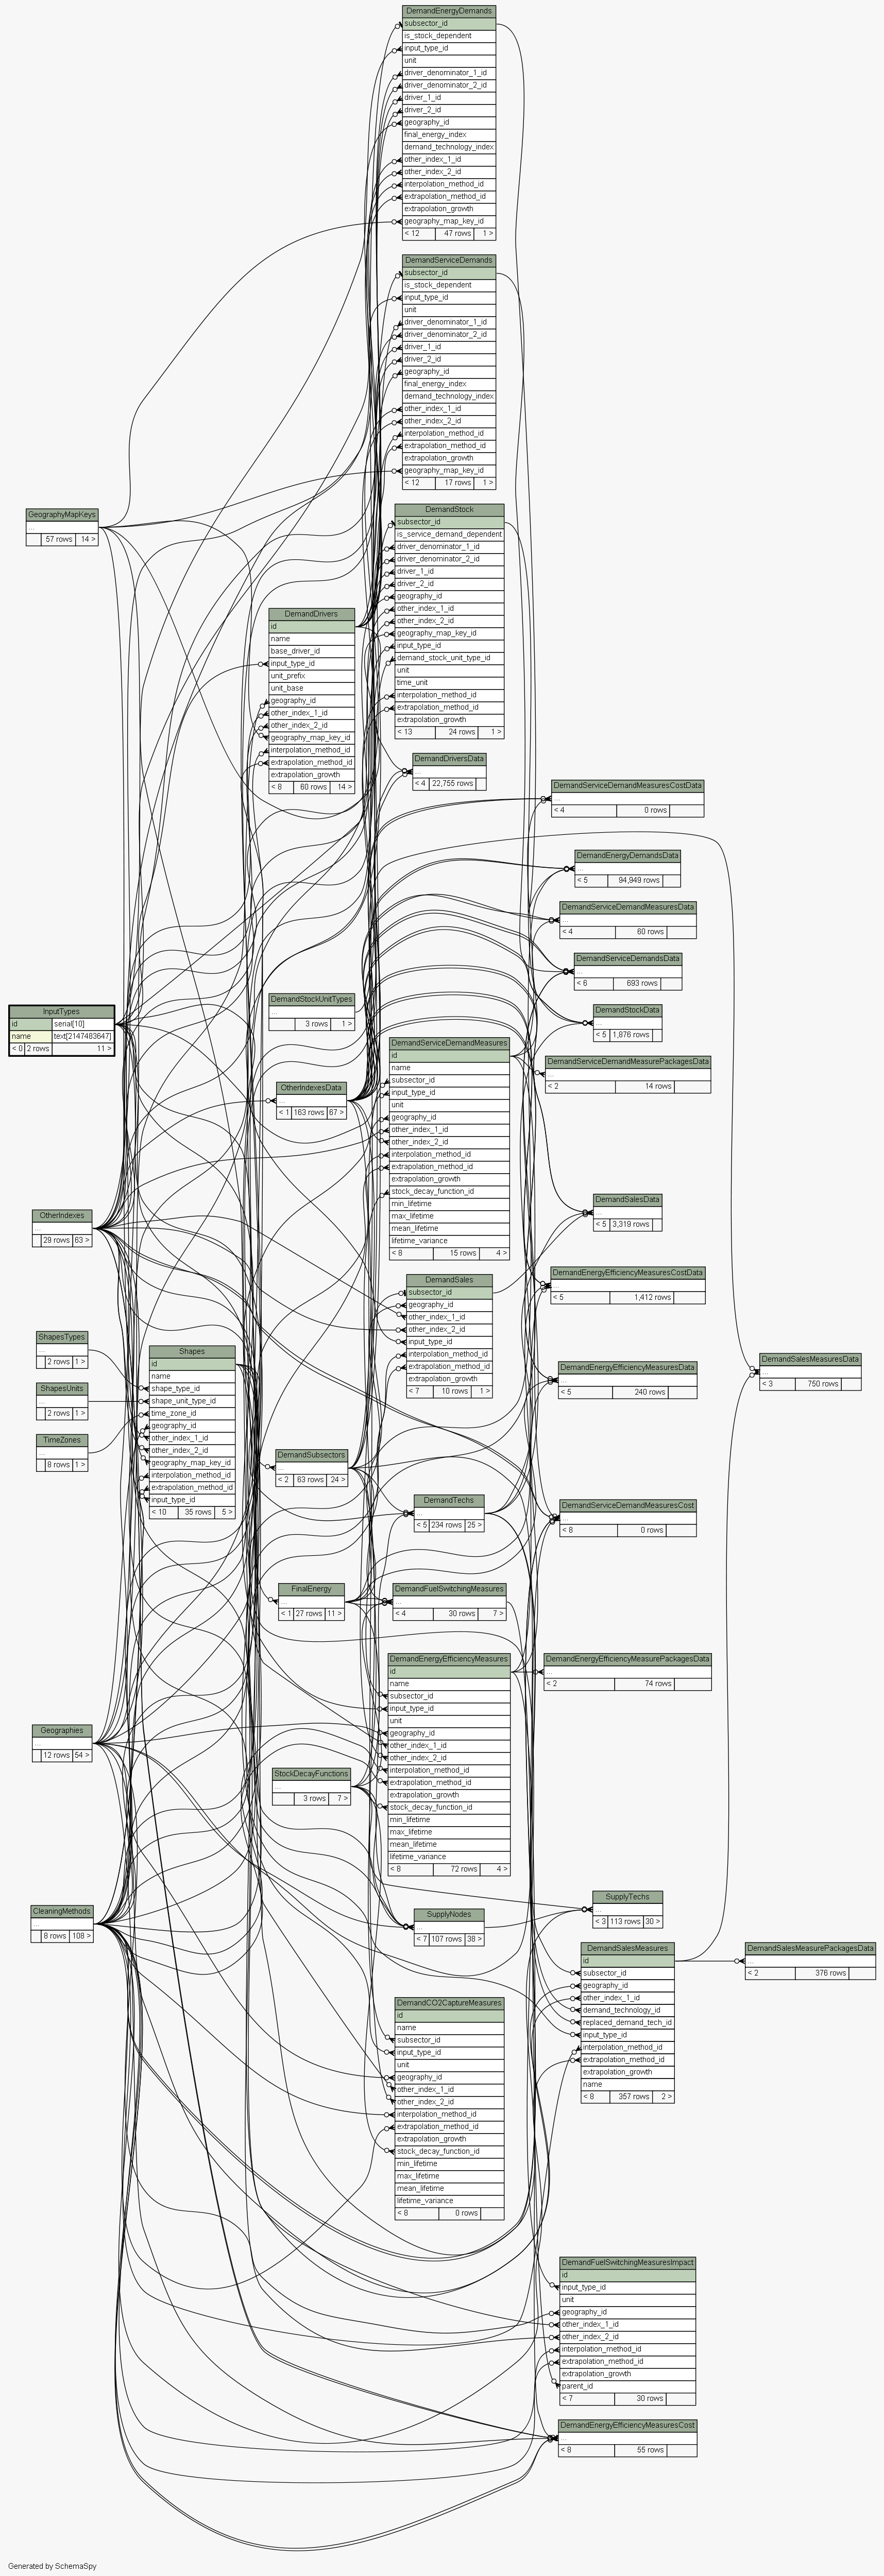 DemandEnergyDemands
subsector_id
is_stock_dependent
input_type_id
unit
driver_denominator_1_id
driver_denominator_2_id
driver_1_id
driver_2_id
geography_id
final_energy_index
demand_technology_index
other_index_1_id
other_index_2_id
interpolation_method_id
extrapolation_method_id
extrapolation_growth
geography_map_key_id
< 12 47 rows 1 >
DemandServiceDemands
subsector_id
is_stock_dependent
input_type_id
unit
driver_denominator_1_id
driver_denominator_2_id
driver_1_id
driver_2_id
geography_id
final_energy_index
demand_technology_index
other_index_1_id
other_index_2_id
interpolation_method_id
extrapolation_method_id
extrapolation_growth
geography_map_key_id
< 12 17 rows 1 >
GeographyMapKeys
...
57 rows 14 >
DemandStock
subsector_id
is_service_demand_dependent
driver_denominator_1_id
driver_denominator_2_id
driver_1_id
driver_2_id
geography_id
other_index_1_id
other_index_2_id
geography_map_key_id
input_type_id
demand_stock_unit_type_id
unit
time_unit
interpolation_method_id
extrapolation_method_id
extrapolation_growth
< 13 24 rows 1 >
DemandDrivers
id
name
base_driver_id
input_type_id
unit_prefix
unit_base
geography_id
other_index_1_id
other_index_2_id
geography_map_key_id
interpolation_method_id
extrapolation_method_id
extrapolation_growth
< 8 60 rows 14 >
DemandDriversData
...
< 4 22,755 rows
DemandServiceDemandMeasuresCostData
...
< 4 0 rows
DemandEnergyDemandsData
...
< 5 94,949 rows
DemandServiceDemandMeasuresData
...
< 4 60 rows
DemandServiceDemandsData
...
< 6 693 rows
DemandStockUnitTypes
...
3 rows 1 >
DemandStockData
...
< 5 1,876 rows
InputTypes
id serial[10]
name text[2147483647]
< 0 2 rows 11 >
DemandServiceDemandMeasures
id
name
subsector_id
input_type_id
unit
geography_id
other_index_1_id
other_index_2_id
interpolation_method_id
extrapolation_method_id
extrapolation_growth
stock_decay_function_id
min_lifetime
max_lifetime
mean_lifetime
lifetime_variance
< 8 15 rows 4 >
DemandServiceDemandMeasurePackagesData
...
< 2 14 rows
OtherIndexesData
...
< 1 163 rows 67 >
DemandSalesData
...
< 5 3,319 rows
OtherIndexes
...
29 rows 63 >
DemandEnergyEfficiencyMeasuresCostData
...
< 5 1,412 rows
DemandSales
subsector_id
geography_id
other_index_1_id
other_index_2_id
input_type_id
interpolation_method_id
extrapolation_method_id
extrapolation_growth
< 7 10 rows 1 >
ShapesTypes
...
2 rows 1 >
ShapesUnits
...
2 rows 1 >
TimeZones
...
8 rows 1 >
Shapes
id
name
shape_type_id
shape_unit_type_id
time_zone_id
geography_id
other_index_1_id
other_index_2_id
geography_map_key_id
interpolation_method_id
extrapolation_method_id
input_type_id
< 10 35 rows 5 >
DemandSalesMeasuresData
...
< 3 750 rows
DemandEnergyEfficiencyMeasuresData
...
< 5 240 rows
DemandSubsectors
...
< 2 63 rows 24 >
DemandTechs
...
< 5 234 rows 25 >
DemandServiceDemandMeasuresCost
...
< 8 0 rows
FinalEnergy
...
< 1 27 rows 11 >
DemandFuelSwitchingMeasures
...
< 4 30 rows 7 >
DemandEnergyEfficiencyMeasures
id
name
subsector_id
input_type_id
unit
geography_id
other_index_1_id
other_index_2_id
interpolation_method_id
extrapolation_method_id
extrapolation_growth
stock_decay_function_id
min_lifetime
max_lifetime
mean_lifetime
lifetime_variance
< 8 72 rows 4 >
DemandEnergyEfficiencyMeasurePackagesData
...
< 2 74 rows
Geographies
...
12 rows 54 >
StockDecayFunctions
...
3 rows 7 >
CleaningMethods
...
8 rows 108 >
SupplyNodes
...
< 7 107 rows 38 >
SupplyTechs
...
< 3 113 rows 30 >
DemandSalesMeasures
id
subsector_id
geography_id
other_index_1_id
demand_technology_id
replaced_demand_tech_id
input_type_id
interpolation_method_id
extrapolation_method_id
extrapolation_growth
name
< 8 357 rows 2 >
DemandSalesMeasurePackagesData
...
< 2 376 rows
DemandCO2CaptureMeasures
id
name
subsector_id
input_type_id
unit
geography_id
other_index_1_id
other_index_2_id
interpolation_method_id
extrapolation_method_id
extrapolation_growth
stock_decay_function_id
min_lifetime
max_lifetime
mean_lifetime
lifetime_variance
< 8 0 rows
DemandFuelSwitchingMeasuresImpact
id
input_type_id
unit
geography_id
other_index_1_id
other_index_2_id
interpolation_method_id
extrapolation_method_id
extrapolation_growth
parent_id
< 7 30 rows
DemandEnergyEfficiencyMeasuresCost
...
< 8 55 rows
Generated by SchemaSpy